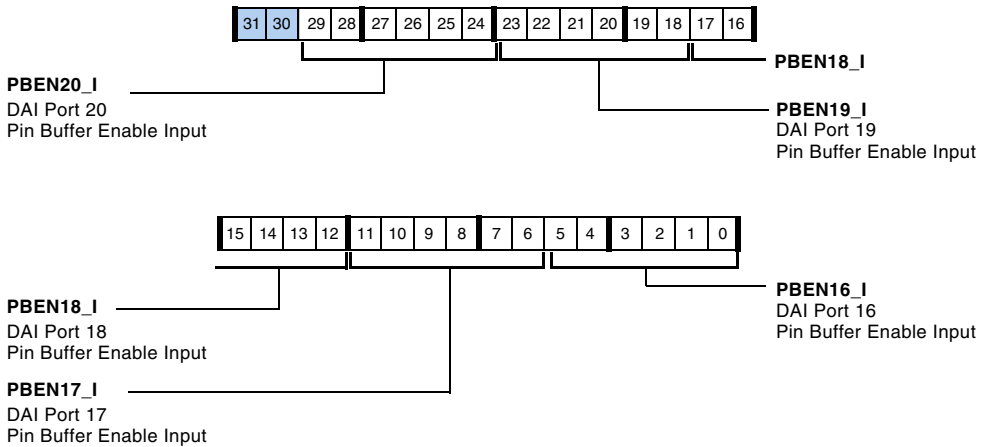 31 30 29 28 27 26 25 24 23 22 21 20 19 18 17 16
PBEN18_I
PBEN20_I
DAI Port 20
Pin Buffer Enable Input
PBEN19_I
DAI Port 19
Pin Buffer Enable Input
15 14 13 12 11 10 9 8 7 6 5 4 3 2 1 0
PBEN16_I
DAI Port 16
Pin Buffer Enable Input
PBEN18_I
DAI Port 18
Pin Buffer Enable Input
PBEN17_I
DAI Port 17
Pin Buffer Enable Input